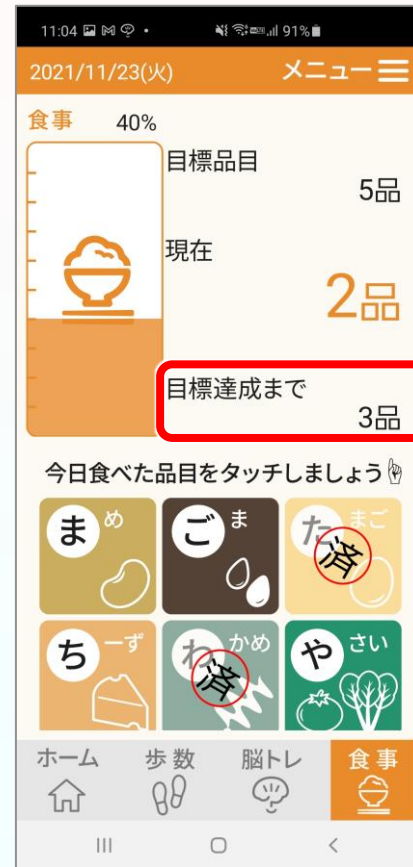 11:04 91%
2021/11/23(火) メニュー
食事 40%
目標品目
5品
現在
2品
目標達成まで
3品
今日食べた品目をタッチしましょう
まめ ごま たまご
済
ちーず わかめ やさい
済
ホーム 歩数 脳トレ 食事